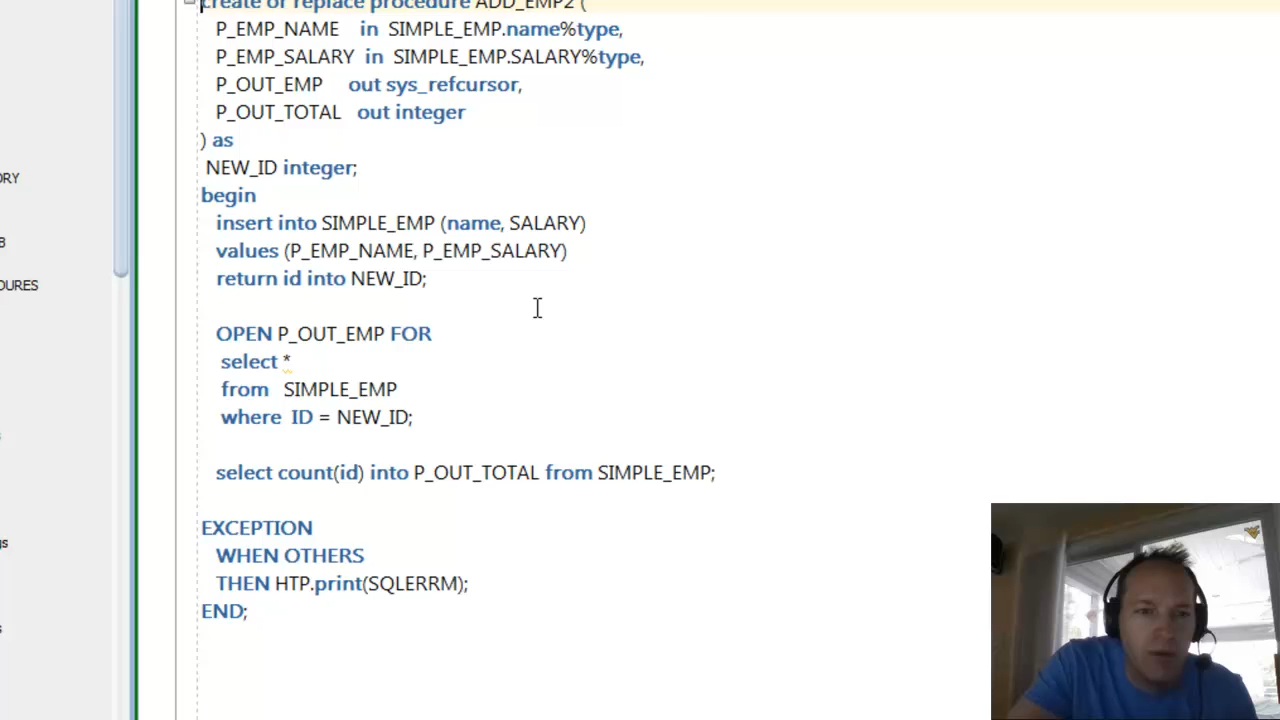 create or replace procedure ADD_EMP2 (
P_EMP_NAME in SIMPLE_EMP.name%type,
P_EMP_SALARY in SIMPLE_EMP.SALARY%type,
P_OUT_EMP out sys_refcursor,
P_OUT_TOTAL out integer
) as
NEW_ID integer;
begin
insert into SIMPLE_EMP (name, SALARY)
values (P_EMP_NAME, P_EMP_SALARY)
return id into NEW_ID;
OPEN P_OUT_EMP FOR
select *
from SIMPLE_EMP
where ID = NEW_ID;
select count(id) into P_OUT_TOTAL from SIMPLE_EMP;
EXCEPTION
WHEN OTHERS
THEN HTP.print(SQLERRM);
END;
ORY
B
OURES
gs
s